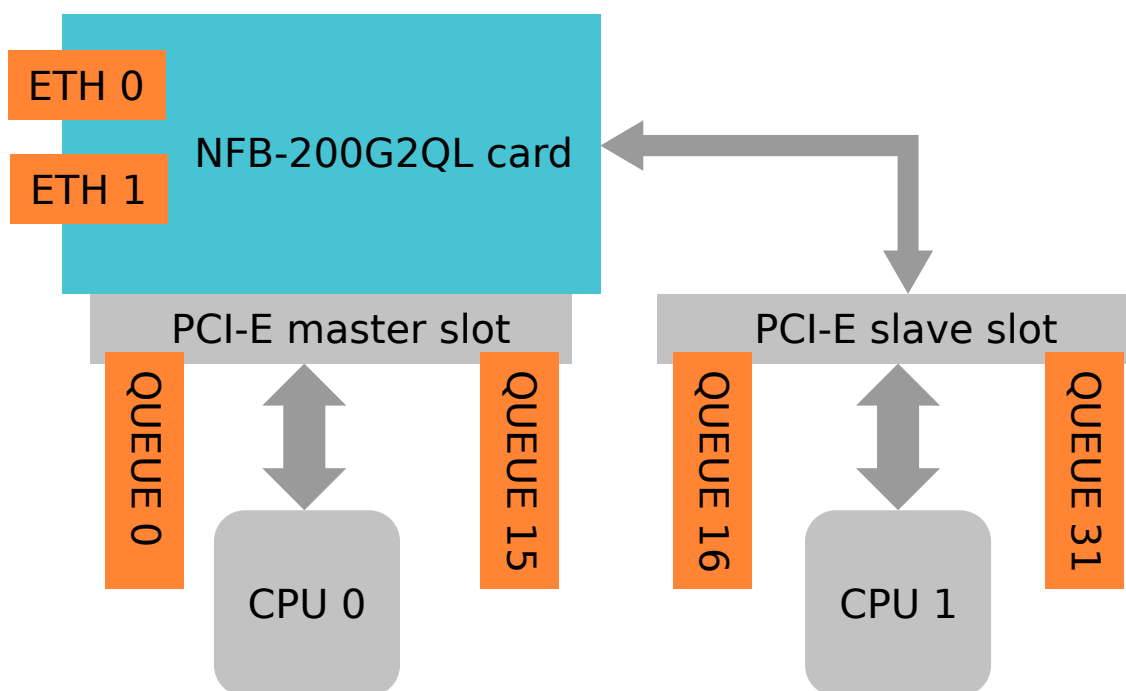 ETH 0
NFB-200G2QL card
ETH 1
PCI-E master slot
PCI-E slave slot
QUEUE 0
QUEUE 15
QUEUE 16
QUEUE 31
CPU 0
CPU 1